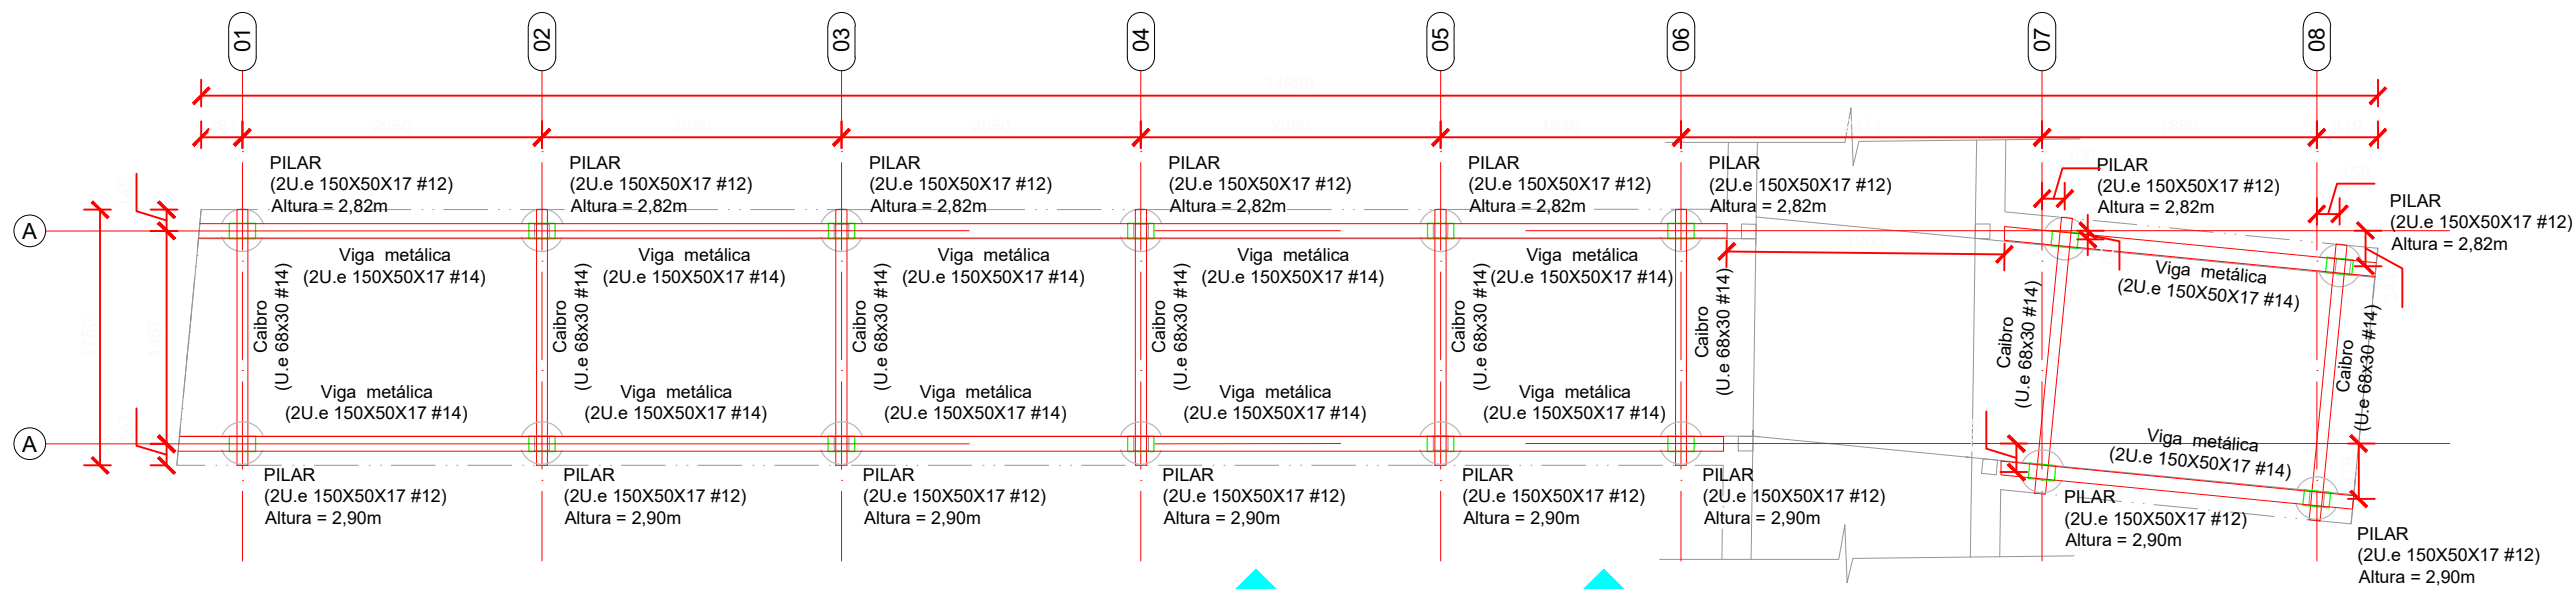 01
02
03
04
05
06
07
08
PILAR
(2U.e 150X50X17 #12)
Altura = 2,82m
PILAR
(2U.e 150X50X17 #12)
Altura = 2,82m
PILAR
(2U.e 150X50X17 #12)
Altura = 2,82m
PILAR
(2U.e 150X50X17 #12)
Altura = 2,82m
PILAR
(2U.e 150X50X17 #12)
Altura = 2,82m
PILAR
(2U.e 150X50X17 #12)
Altura = 2,82m
PILAR
(2U.e 150X50X17 #12)
Altura = 2,82m
PILAR
(2U.e 150X50X17 #12)
Altura = 2,82m
A
Viga metálica
(2U.e 150X50X17 #14)
Viga metálica
(2U.e 150X50X17 #14)
Viga metálica
(2U.e 150X50X17 #14)
Viga metálica
(2U.e 150X50X17 #14)
Viga metálica
(2U.e 150X50X17 #14)
Viga metálica
(2U.e 150X50X17 #14)
Caibro
(U.e 68x30 #14)
Caibro
(U.e 68x30 #14)
Caibro
(U.e 68x30 #14)
Caibro
(U.e 68x30 #14)
Caibro
(U.e 68x30 #14)
Caibro
(U.e 68x30 #14)
Caibro
(U.e 68x30 #14)
Caibro
(U.e 68x30 #14)
Viga metálica
(2U.e 150X50X17 #14)
Viga metálica
(2U.e 150X50X17 #14)
Viga metálica
(2U.e 150X50X17 #14)
Viga metálica
(2U.e 150X50X17 #14)
Viga metálica
(2U.e 150X50X17 #14)
Viga metálica
(2U.e 150X50X17 #14)
A
PILAR
(2U.e 150X50X17 #12)
Altura = 2,90m
PILAR
(2U.e 150X50X17 #12)
Altura = 2,90m
PILAR
(2U.e 150X50X17 #12)
Altura = 2,90m
PILAR
(2U.e 150X50X17 #12)
Altura = 2,90m
PILAR
(2U.e 150X50X17 #12)
Altura = 2,90m
PILAR
(2U.e 150X50X17 #12)
Altura = 2,90m
PILAR
(2U.e 150X50X17 #12)
Altura = 2,90m
PILAR
(2U.e 150X50X17 #12)
Altura = 2,90m